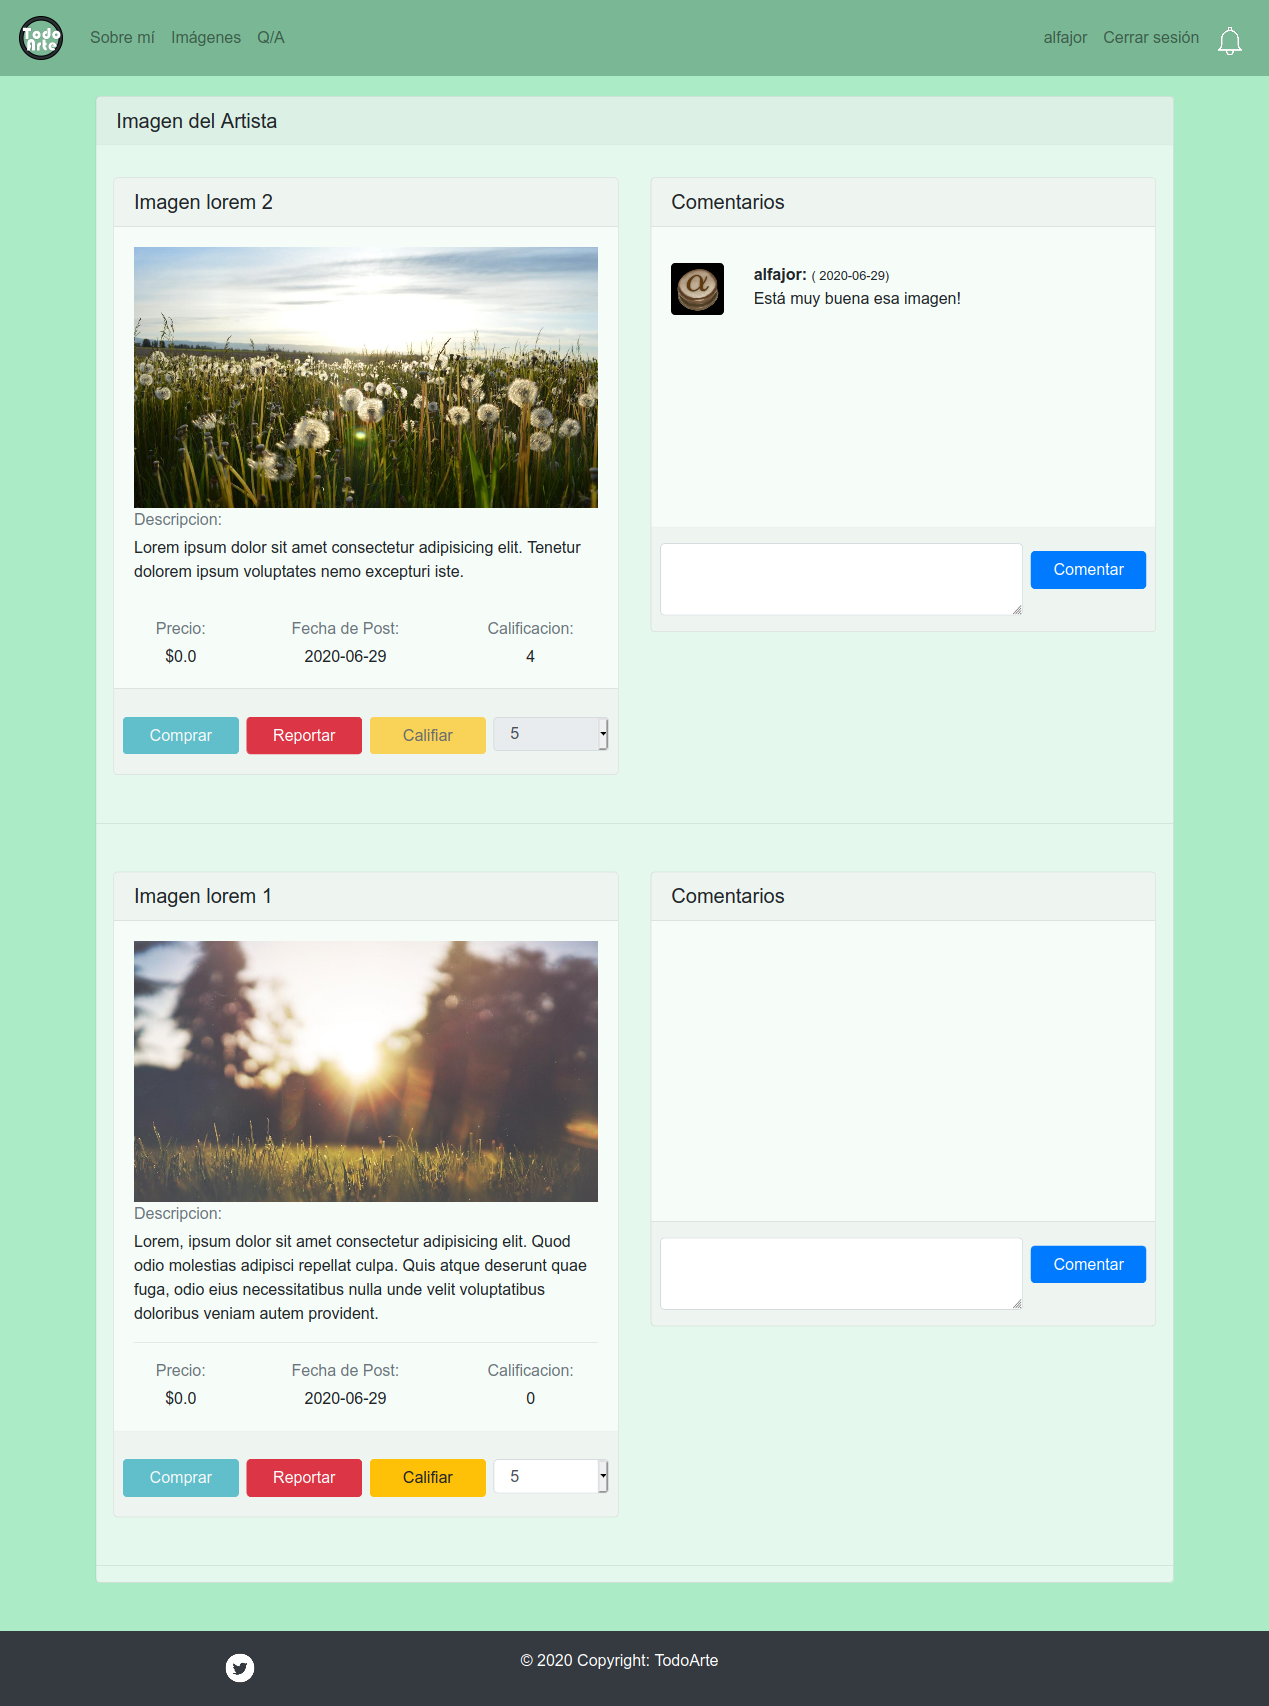 Todo
Arte
Sobre mí Imágenes Q/A
alfajor Cerrar sesión
Imagen del Artista
Imagen lorem 2
Descripcion:
Lorem ipsum dolor sit amet consectetur adipisicing elit. Tenetur
dolorem ipsum voluptates nemo excepturi iste.
Precio: Fecha de Post: Calificacion:
$0.0 2020-06-29 4
Comprar Reportar Califiar 5
Comentarios
α
alfajor: ( 2020-06-29)
Está muy buena esa imagen!
Comentar
Imagen lorem 1
Descripcion:
Lorem, ipsum dolor sit amet consectetur adipisicing elit. Quod
odio molestias adipisci repellat culpa. Quis atque deserunt quae
fuga, odio eius necessitatibus nulla unde velit voluptatibus
doloribus veniam autem provident.
Precio: Fecha de Post: Calificacion:
$0.0 2020-06-29 0
Comprar Reportar Califiar 5
Comentarios
Comentar
© 2020 Copyright: TodoArte